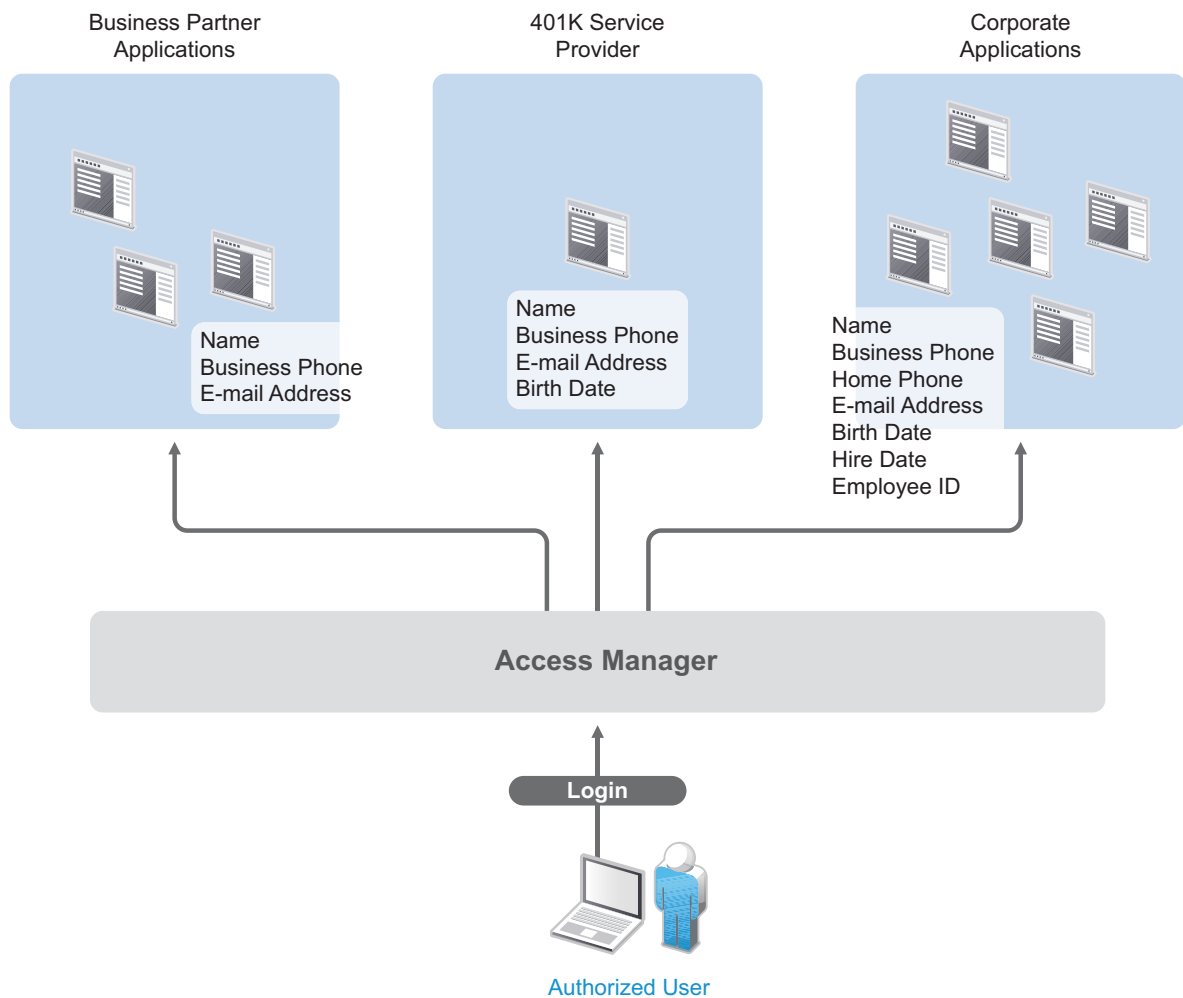 Business Partner
Applications
401K Service
Provider
Corporate
Applications
Name
Business Phone
E-mail Address
Name
Business Phone
E-mail Address
Birth Date
Name
Business Phone
Home Phone
E-mail Address
Birth Date
Hire Date
Employee ID
Access Manager
Login
Authorized User